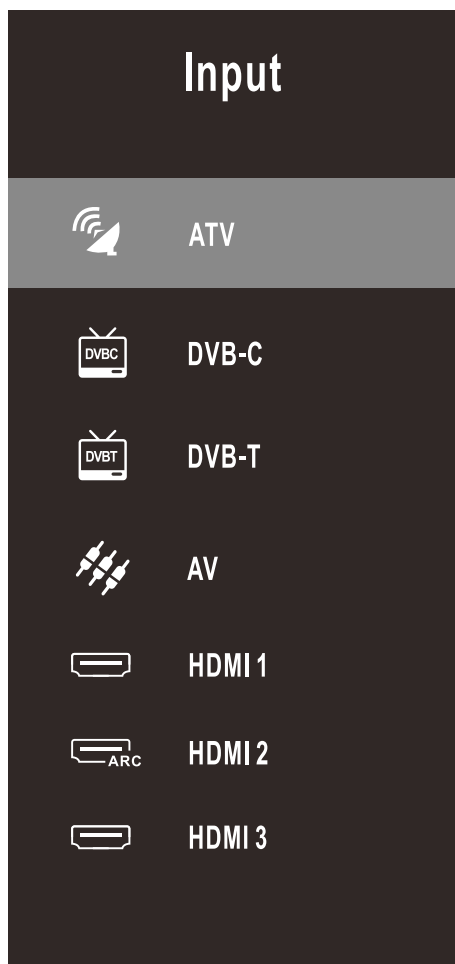 Input
ATV
DVBC DVB-C
DVBT DVB-T
AV
HDMI 1
ARC HDMI 2
HDMI 3